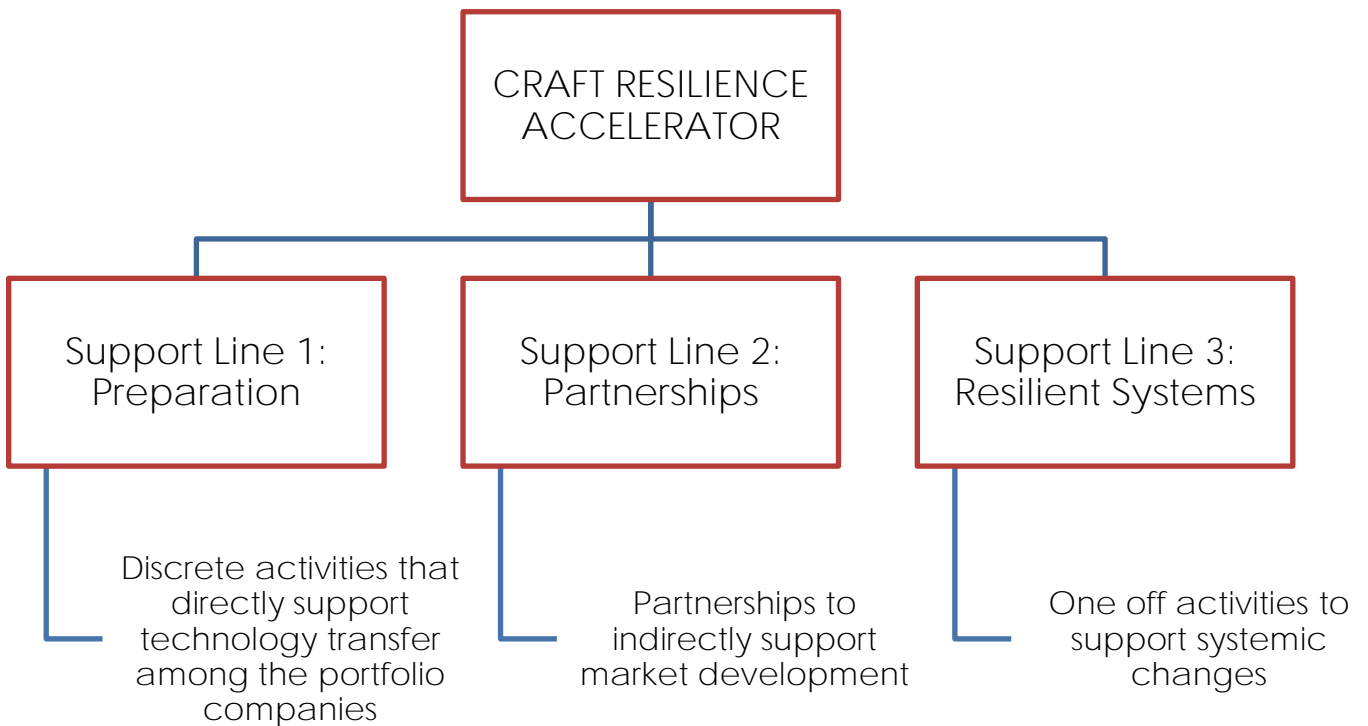 CRAFT RESILIENCE
ACCELERATOR
Support Line 1:
Preparation
Support Line 2:
Partnerships
Support Line 3:
Resilient Systems
Discrete activities that
directly support
technology transfer
among the portfolio
companies
Partnerships to
indirectly support
market development
One off activities to
support systemic
changes